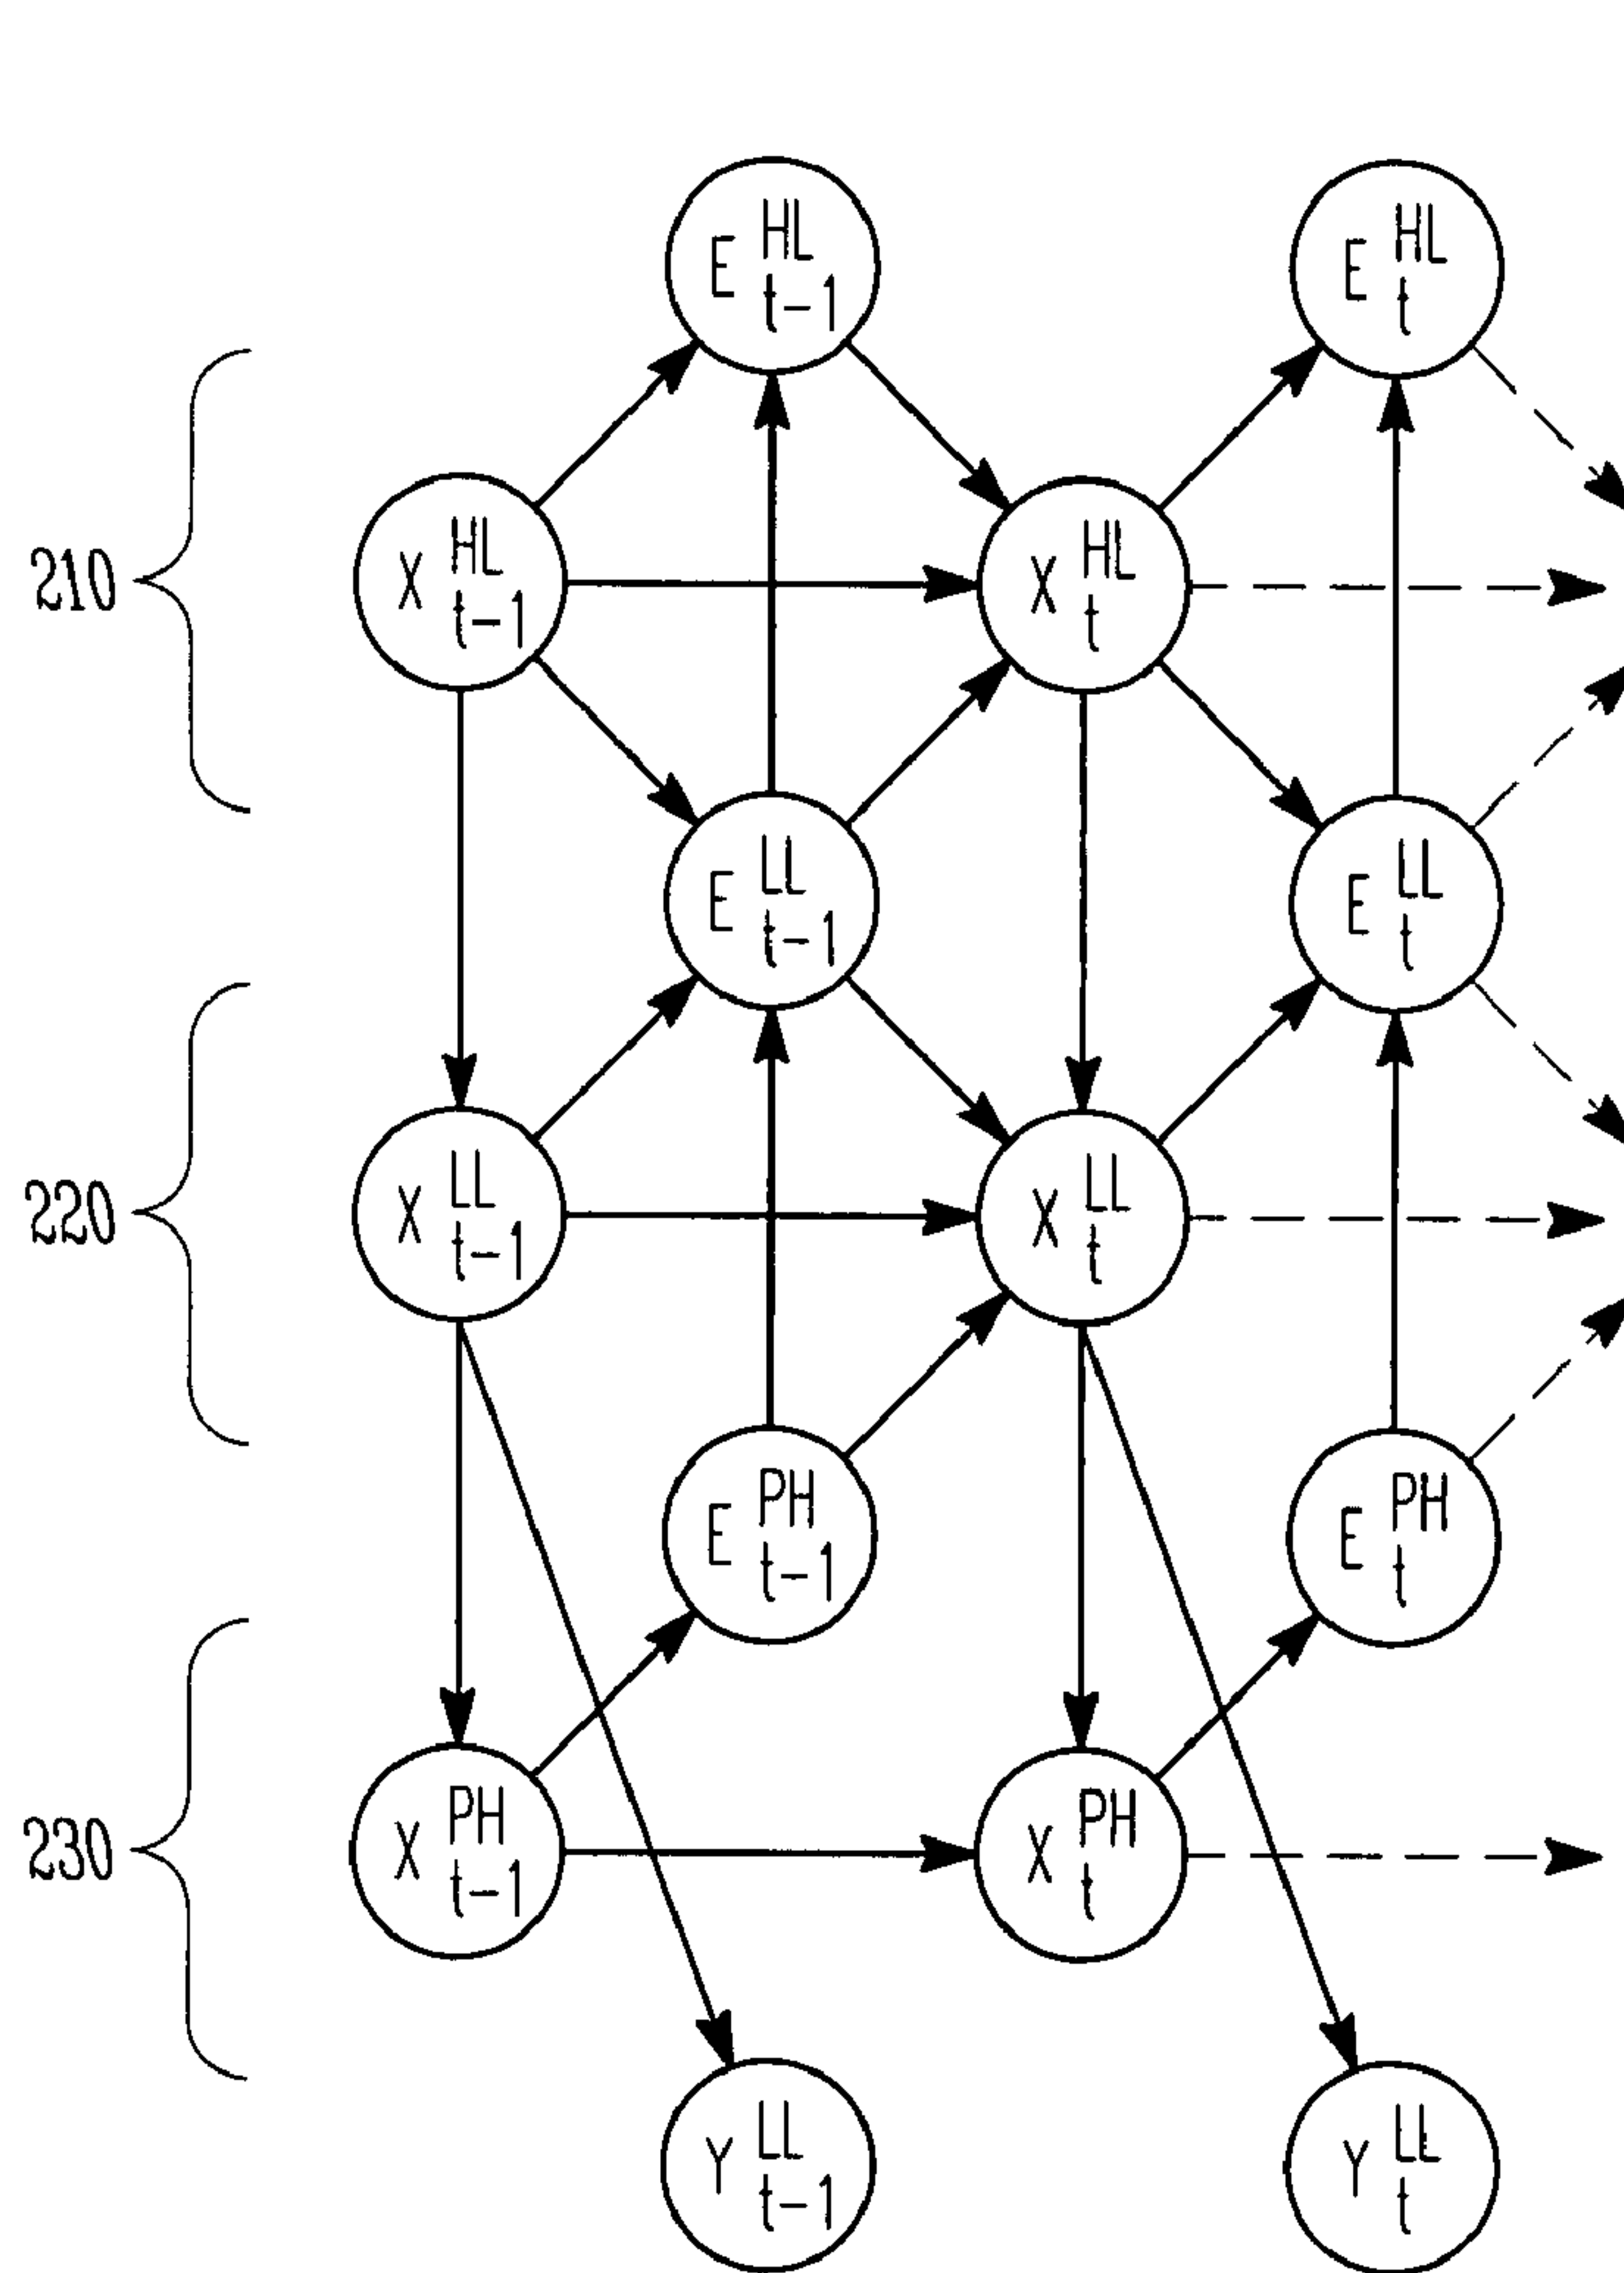 E HL t-1
E HL t
210
X HL t-1
X HL t
E LL t-1
E LL t
220
X LL t-1
X LL t
E PH t-1
E PH t
230
X PH t-1
X PH t
Y LL t-1
Y LL t